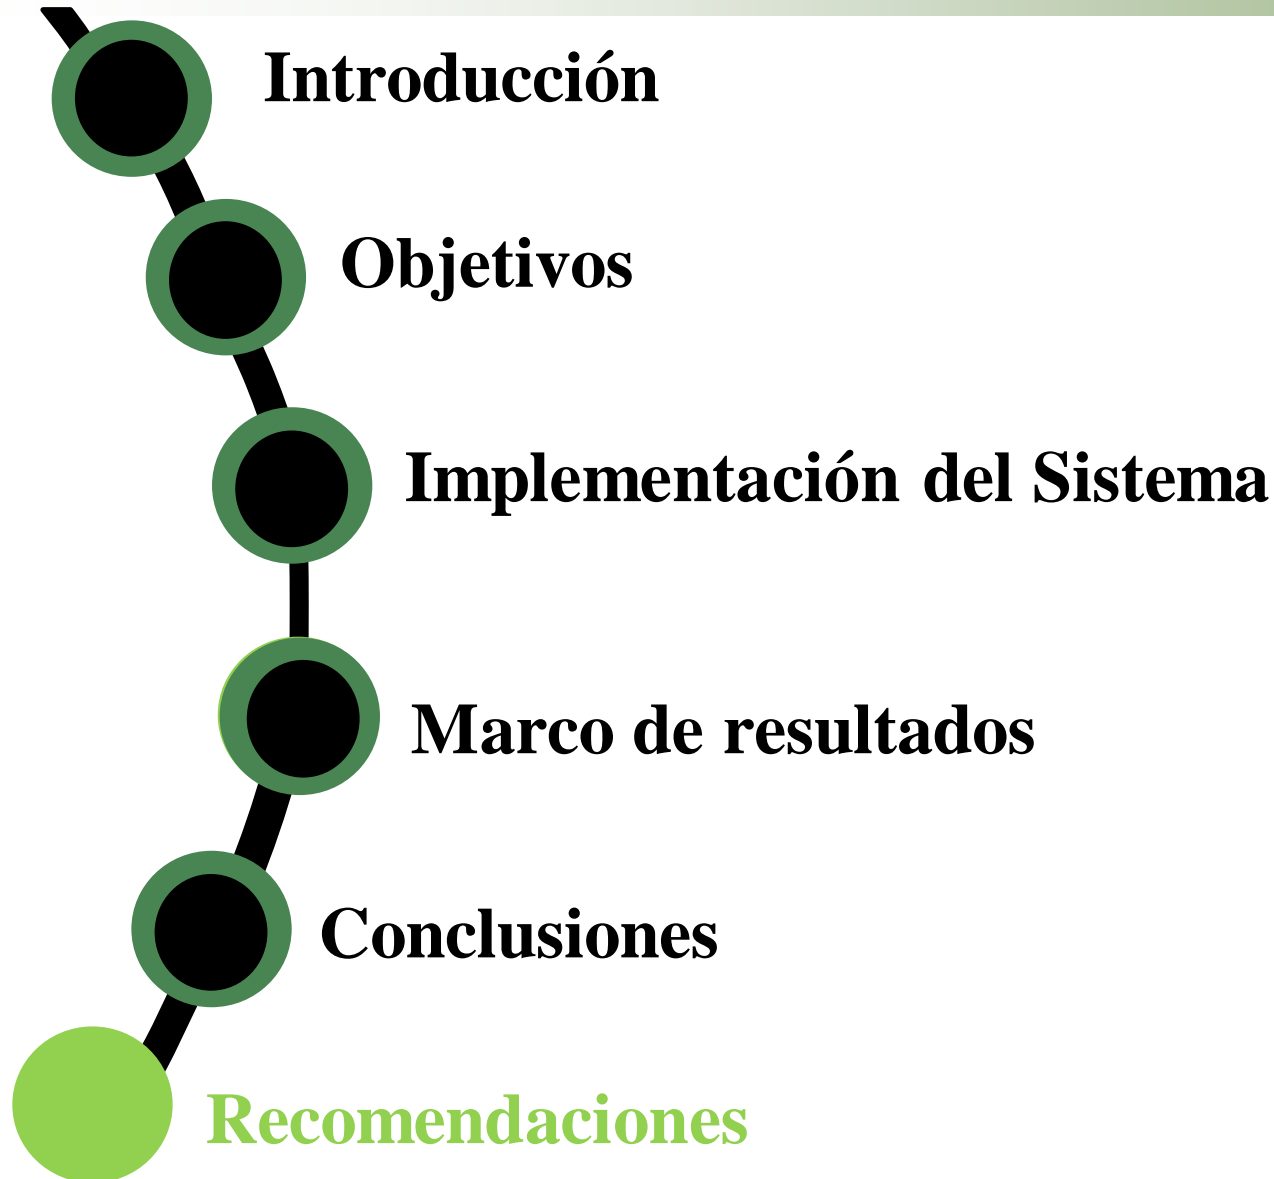 Introducción
Objetivos
Implementación del Sistema
Marco de resultados
Conclusiones
Recomendaciones